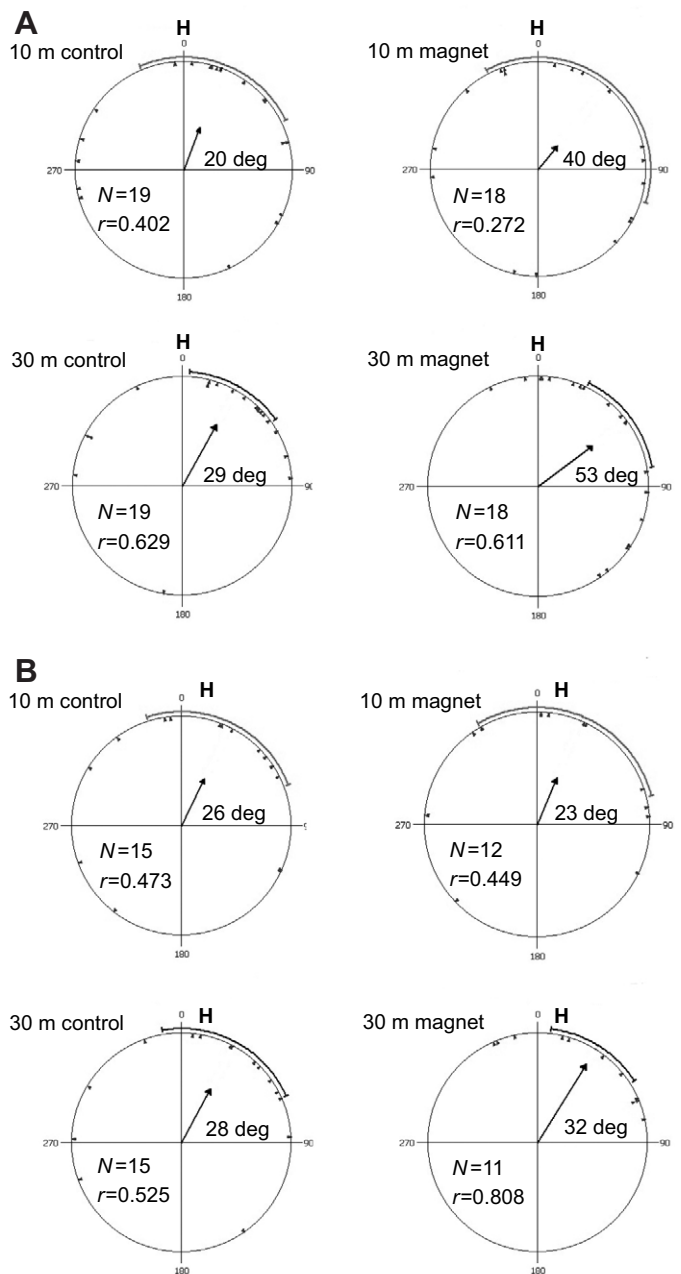 A
10 m control
H
0
270
90
20 deg
N=19
r=0.402
180
10 m magnet
H
0
270
90
40 deg
N=18
r=0.272
180
30 m control
H
0
270
29 deg
N=19
r=0.629
180
30 m magnet
H
0
270
90
53 deg
N=18
r=0.611
180
B
10 m control
0
H
270
26 deg
N=15
r=0.473
180
10 m magnet
0
H
270
90
23 deg
N=12
r=0.449
180
30 m control
0
H
270
90
28 deg
N=15
r=0.525
180
30 m magnet
0
H
270
90
32 deg
N=11
r=0.808
180